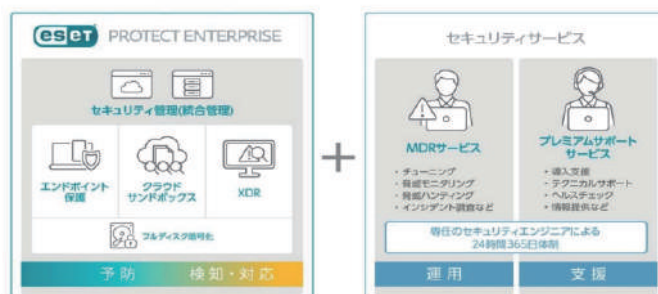 eset PROTECT ENTERPRISE
セキュリティ管理(統合管理)
エンドポイント
保護
クラウド
サンドボックス
XDR
フルディスク暗号化
予防
検知・対応
+
セキュリティサービス
MDRサービス
・チューニング
・脅威モニタリング
・脅威ハンティング
・インシデント調査など
プレミアムサポート
サービス
・導入支援
・テクニカルサポート
・ヘルスチェック
・情報提供など
専任のセキュリティエンジニアによる
24時間365日体制
運用
支援